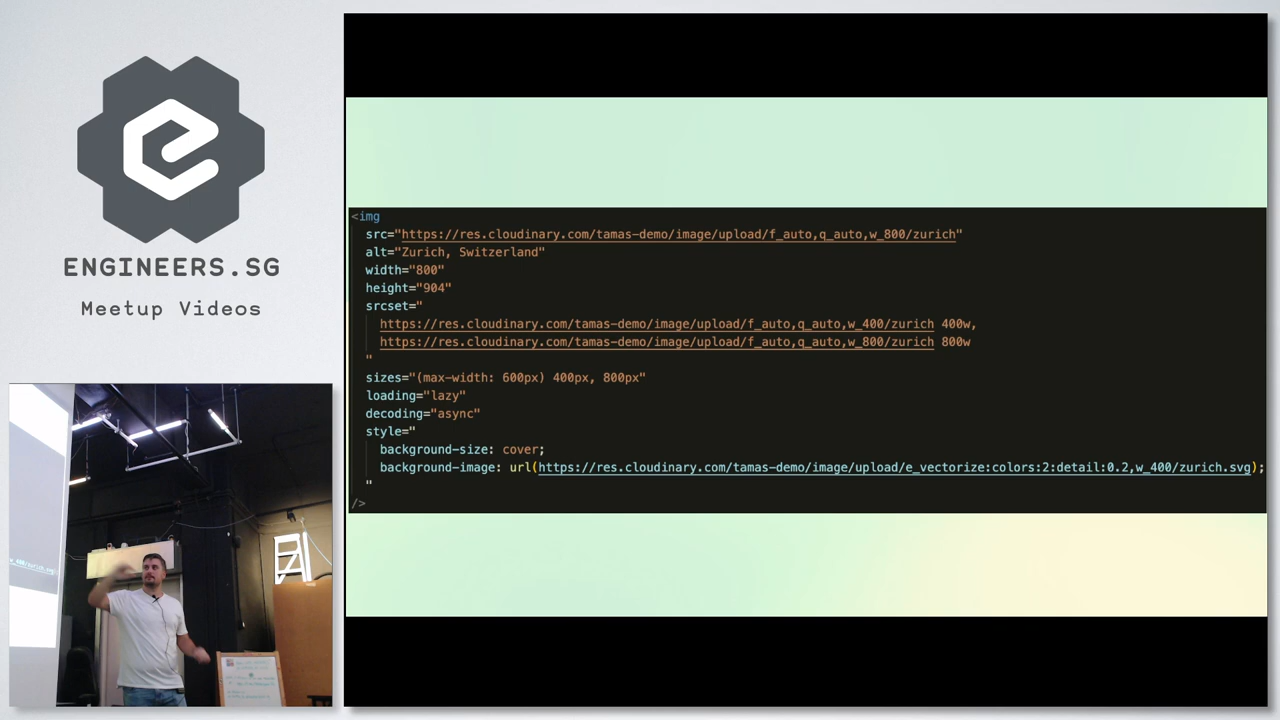 ENGINEERS.SG
Meetup Videos
<img
src="https://res.cloudinary.com/tamas-demo/image/upload/f_auto,q_auto,w_800/zurich"
alt="Zurich, Switzerland"
width="800"
height="904"
srcset="
https://res.cloudinary.com/tamas-demo/image/upload/f_auto,q_auto,w_400/zurich 400w,
https://res.cloudinary.com/tamas-demo/image/upload/f_auto,q_auto,w_800/zurich 800w
"
sizes="(max-width: 600px) 400px, 800px"
loading="lazy"
decoding="async"
style="
background-size: cover;
background-image: url(https://res.cloudinary.com/tamas-demo/image/upload/e_vectorize:colors:2:detail:0.2,w_400/zurich.svg);
"
/>